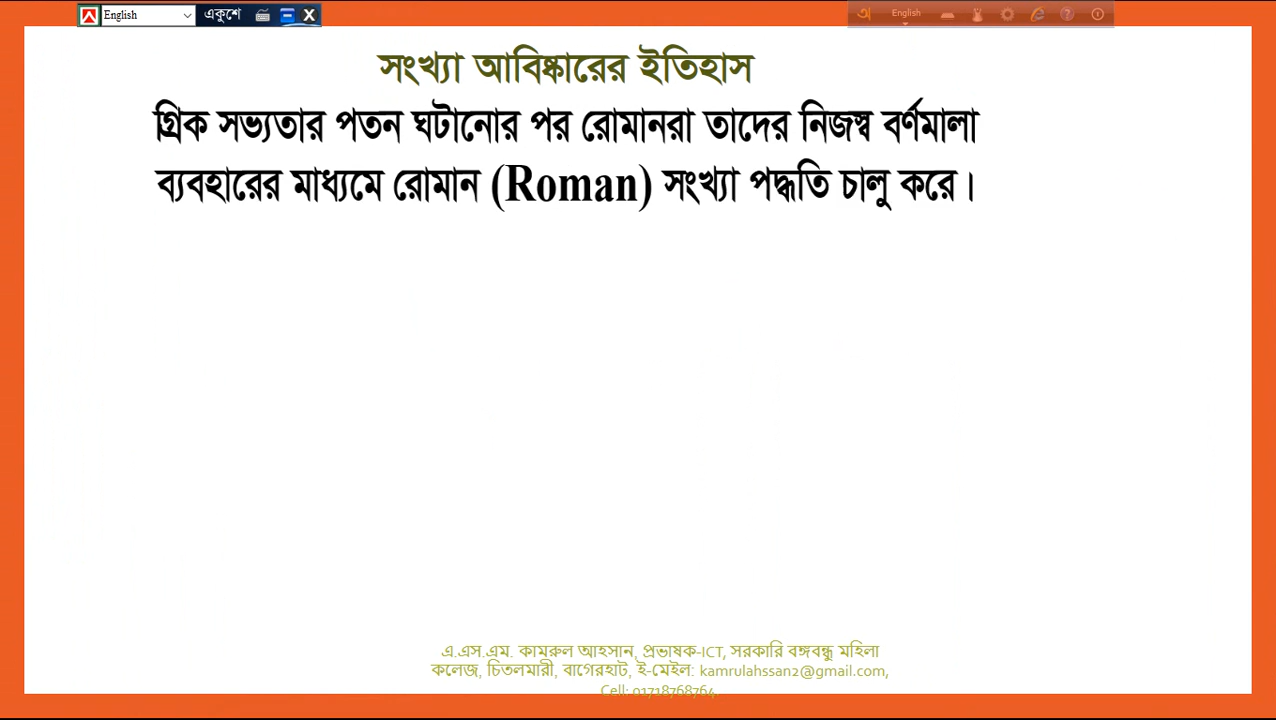 English একুশে X
English
সংখ্যা আবিষ্কারের ইতিহাস
গ্রিক সভ্যতার পতন ঘটানোর পর রোমানরা তাদের নিজস্ব বর্ণমালা
ব্যবহারের মাধ্যমে রোমান (Roman) সংখ্যা পদ্ধতি চালু করে।
এ.এস.এম. কামরুল আহসান, প্রভাষক-ICT, সরকারি বঙ্গবন্ধু মহিলা
কলেজ, চিতলমারী, বাগেরহাট, ই-মেইল: kamrulahssan2@gmail.com,
Cell: 01718768764.